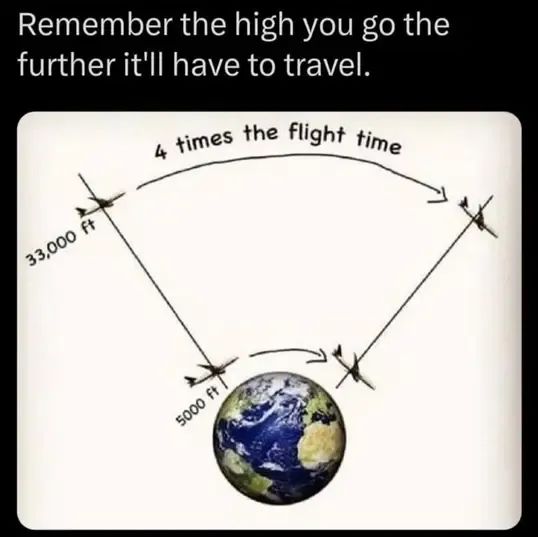 Remember the high you go the
further it'll have to travel.
4 times the flight time
33,000 ft
5000 ft